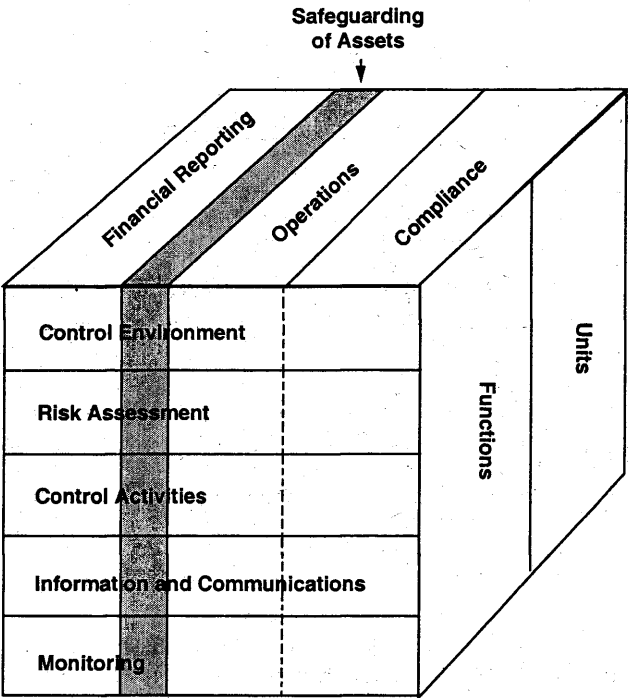 Safeguarding
of Assets
Financial Reporting
Operations
Compliance
Control Environment
Risk Assessment
Control Activities
Information and Communications
Monitoring
Functions
Units